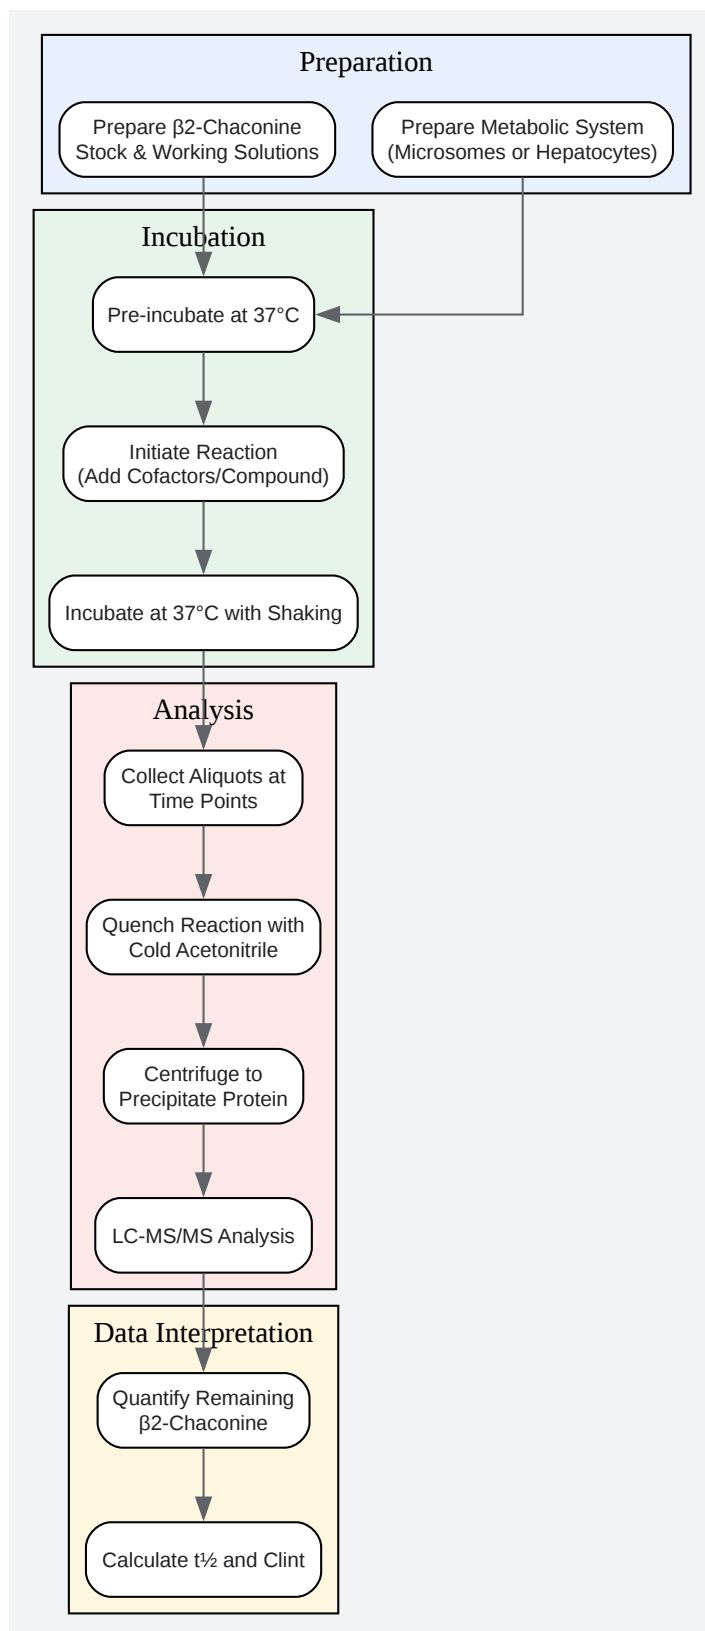 Preparation
Prepare β2-Chaconine
Stock & Working Solutions
Prepare Metabolic System
(Microsomes or Hepatocytes)
Incubation
Pre-incubate at 37°C
Initiate Reaction
(Add Cofactors/Compound)
Incubate at 37°C with Shaking
Analysis
Collect Aliquots at
Time Points
Quench Reaction with
Cold Acetonitrile
Centrifuge to
Precipitate Protein
LC-MS/MS Analysis
Data Interpretation
Quantify Remaining
β2-Chaconine
Calculate t½ and Clint